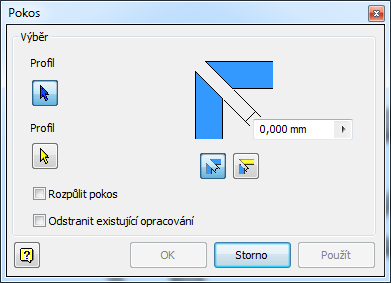 Pokos
Výběr
Profil
Profil
0,000 mm
Rozpůlit pokos
Odstranit existující opracování
OK
Storno
Použít